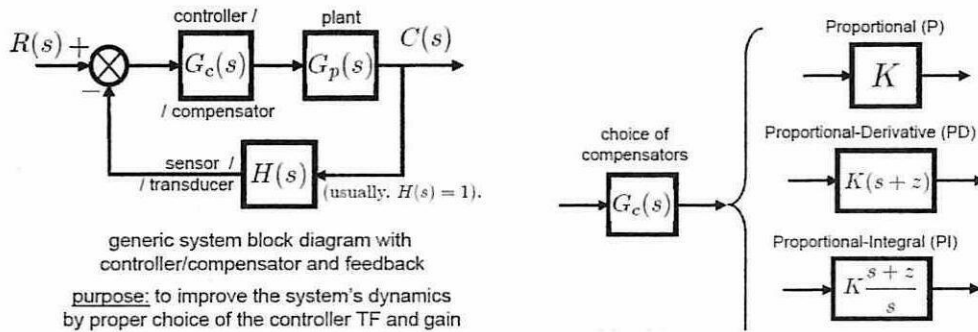 controller /
plant
R(s) +
G_c(s)
G_p(s)
C(s)
−
/ compensator
sensor /
/ transducer
H(s)
(usually. H(s) = 1).
generic system block diagram with
controller/compensator and feedback
purpose: to improve the system's dynamics
by proper choice of the controller TF and gain
choice of
compensators
G_c(s)
Proportional (P)
K
Proportional-Derivative (PD)
K(s + z)
Proportional-Integral (PI)
K (s + z)/s